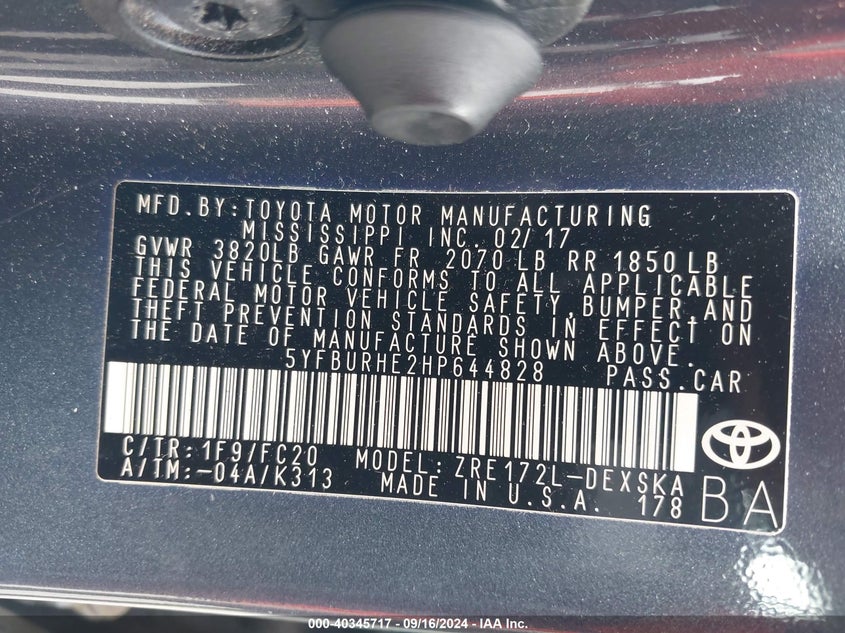 MFD.BY:TOYOTA MOTOR MANUFACTURING
MISSISSIPPI INC. 02/17
GVWR 3820LB GAWR FR 2070 LB RR 1850 LB
THIS VEHICLE CONFORMS TO ALL APPLICABLE
FEDERAL MOTOR VEHICLE SAFETY,BUMPER,AND
THEFT PREVENTION STANDARDS IN EFFECT ON
THE DATE OF MANUFACTURE SHOWN ABOVE.
5YFBURHE2HP644828 PASS.CAR
C/TR:1F9/FC20 MODEL:ZRE172L-DEXSKA
A/TM:-04A/K313 MADE IN U.S.A. 178
BA
000-40345717 - 09/16/2024 - IAA Inc.